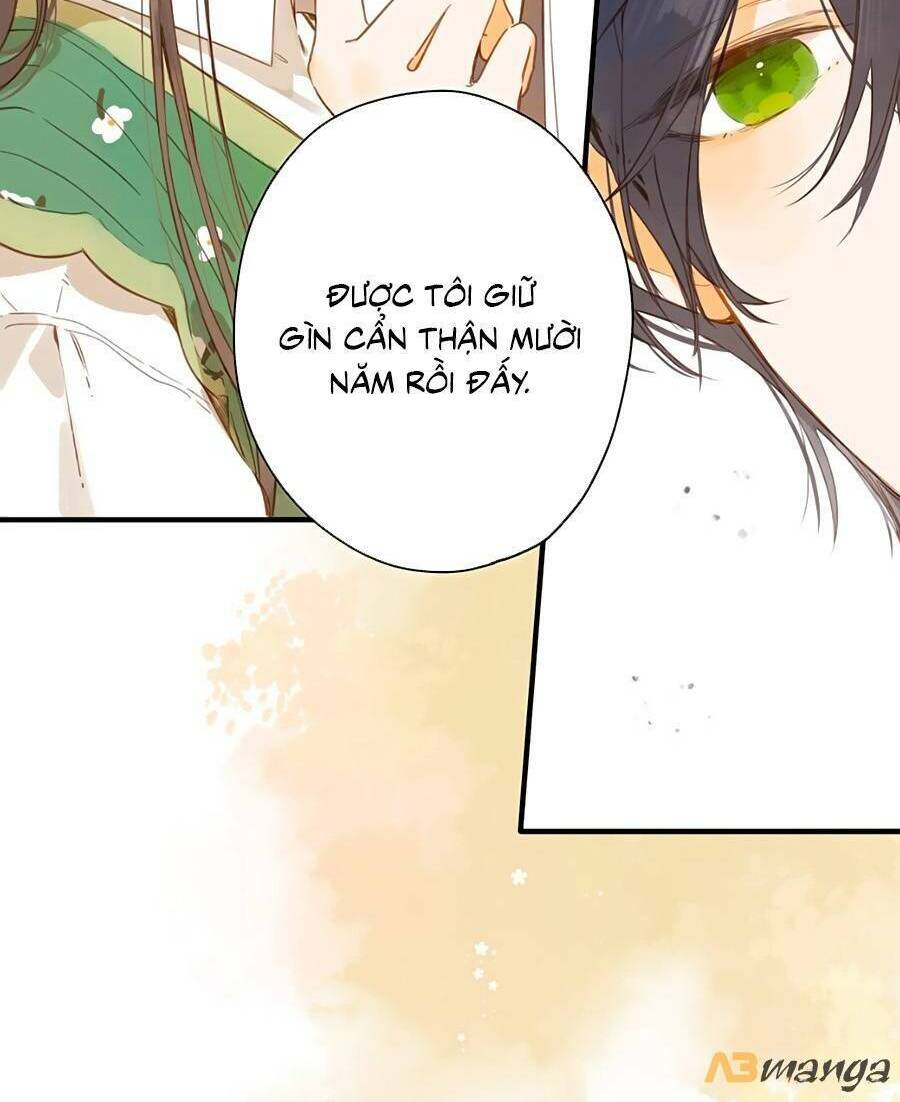 ĐƯỢC TÔI GIỮ
GÌN CẨN THẬN MƯỜI
NĂM RỒI ĐẤY.
A3manga